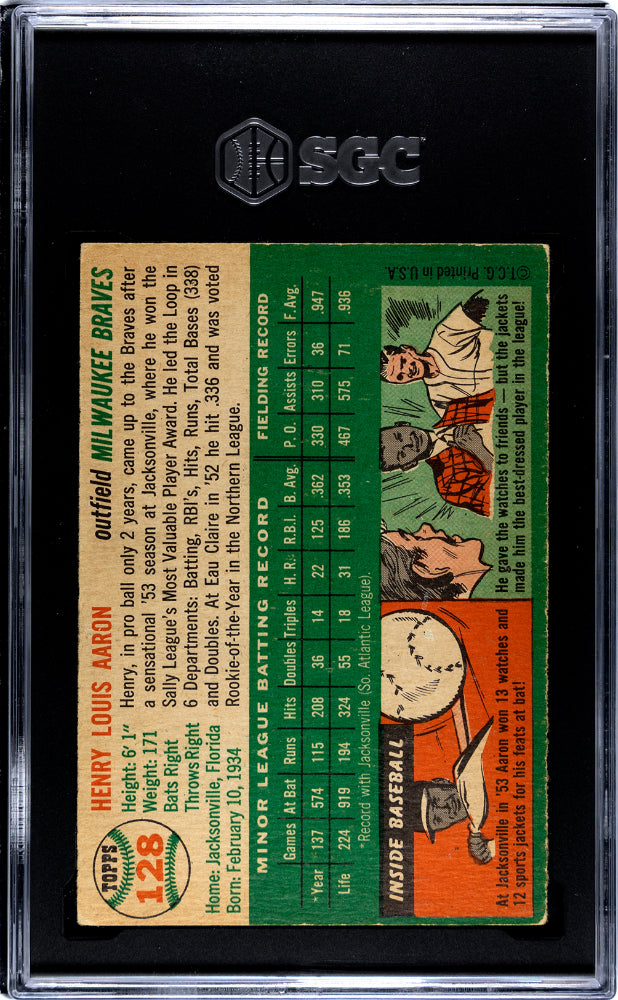 SGC
TOPPS
128
HENRY LOUIS AARON
outfield MILWAUKEE BRAVES
Height: 6' 1"
Weight: 171
Bats Right
Throws Right
Home: Jacksonville, Florida
Born: February 10, 1934
Henry, in pro ball only 2 years, came up to the Braves after
a sensational '53 season at Jacksonville, where he won the
Sally League's Most Valuable Player Award. He led the Loop in
6 Departments: Batting, RBI's, Hits, Runs, Total Bases (338)
and Doubles. At Eau Claire in '52 he hit .336 and was voted
Rookie-of-the-Year in the Northern League.
MINOR LEAGUE BATTING RECORD FIELDING RECORD
Games At Bat Runs Hits Doubles Triples H. R. R.B.I. B. Avg. P. O. Assists Errors F. Avg.
*Year 137 574 115 208 36 14 22 125 .362 330 310 36 .947
Life 224 919 194 324 55 18 31 186 .353 467 575 71 .936
*Record with Jacksonville (So. Atlantic League).
INSIDE BASEBALL
At Jacksonville in '53 Aaron won 13 watches and
12 sports jackets for his feats at bat!
He gave the watches to friends — but the jackets
made him the best-dressed player in the league!
©T.C.G. Printed in U.S.A.